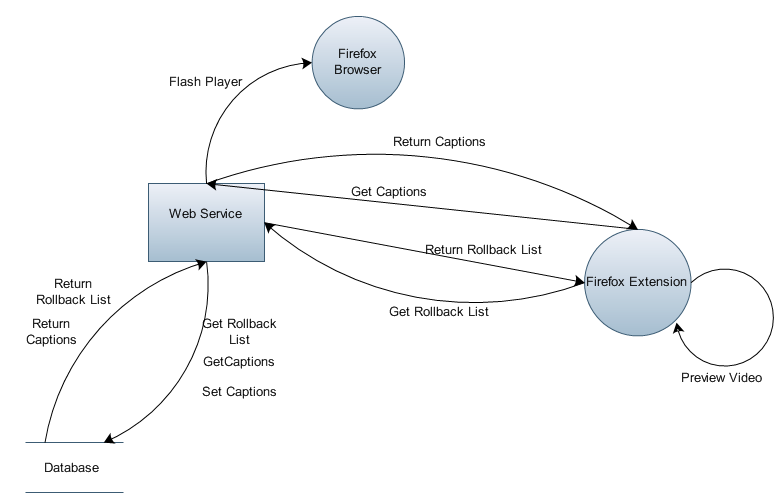 Firefox
Browser
Flash Player
Return Captions
Get Captions
Web Service
Return Rollback List
Firefox Extension
Get Rollback List
Return
Rollback List
Return
Captions
Get Rollback
List
GetCaptions
Set Captions
Preview Video
Database